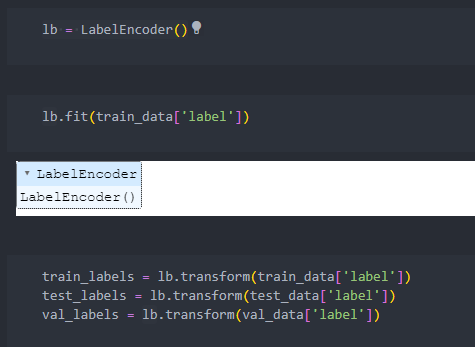 lb = LabelEncoder()
lb.fit(train_data['label'])
▾ LabelEncoder
LabelEncoder()
train_labels = lb.transform(train_data['label'])
test_labels = lb.transform(test_data['label'])
val_labels = lb.transform(val_data['label'])